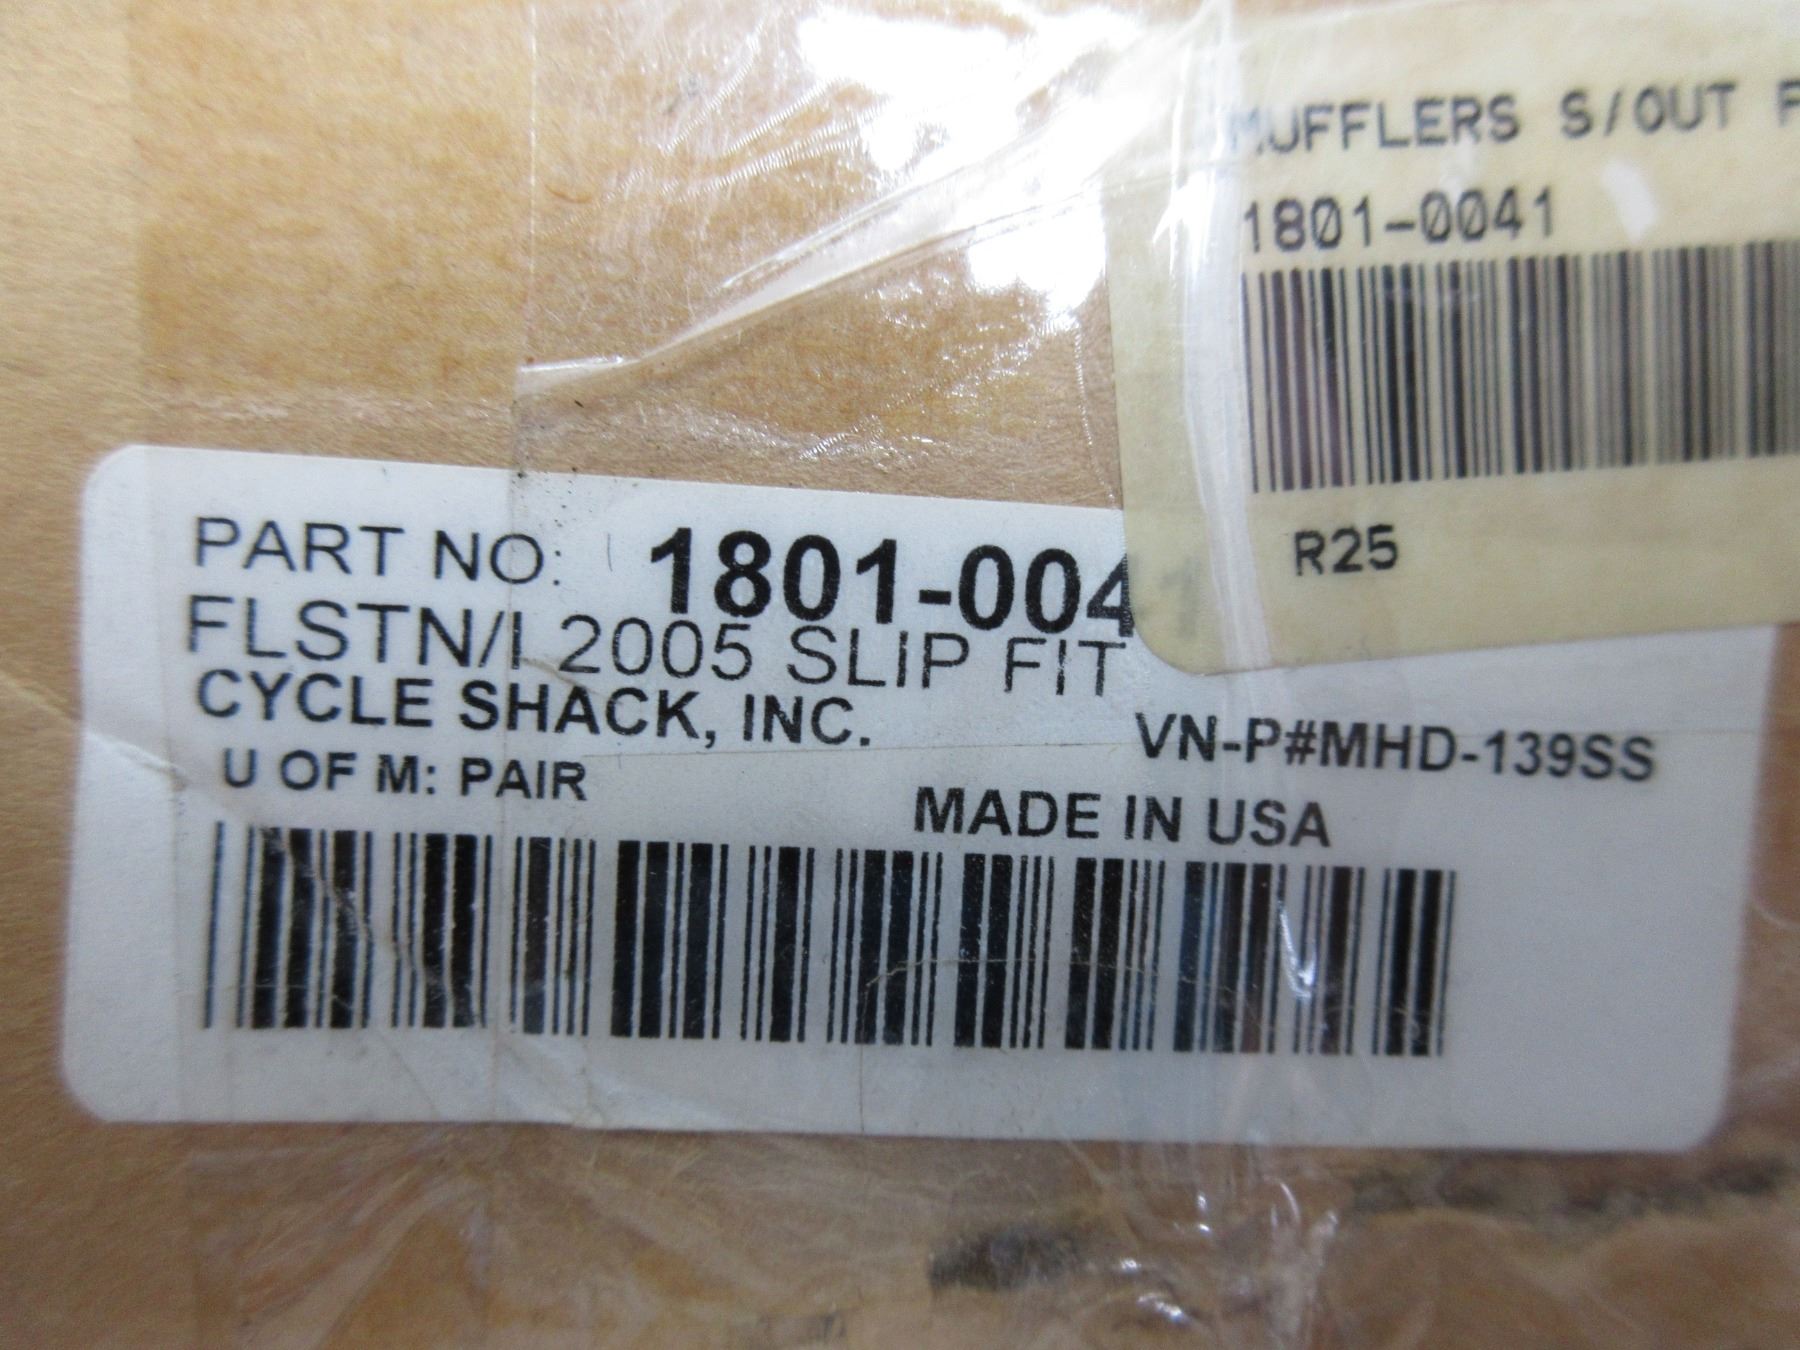 MUFFLERS S/OUT
1801-0041
R25
PART NO: 1801-0041
FLSTN/I 2005 SLIP FIT
CYCLE SHACK, INC.
VN-P#MHD-139SS
U OF M: PAIR
MADE IN USA